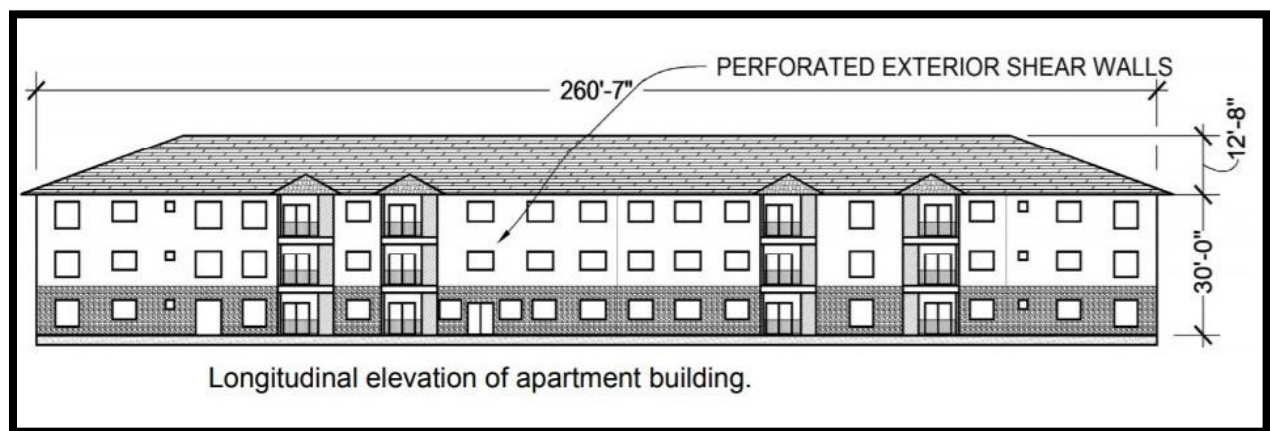 PERFORATED EXTERIOR SHEAR WALLS
260'-7"
12'-8"
30'-0"
Longitudinal elevation of apartment building.